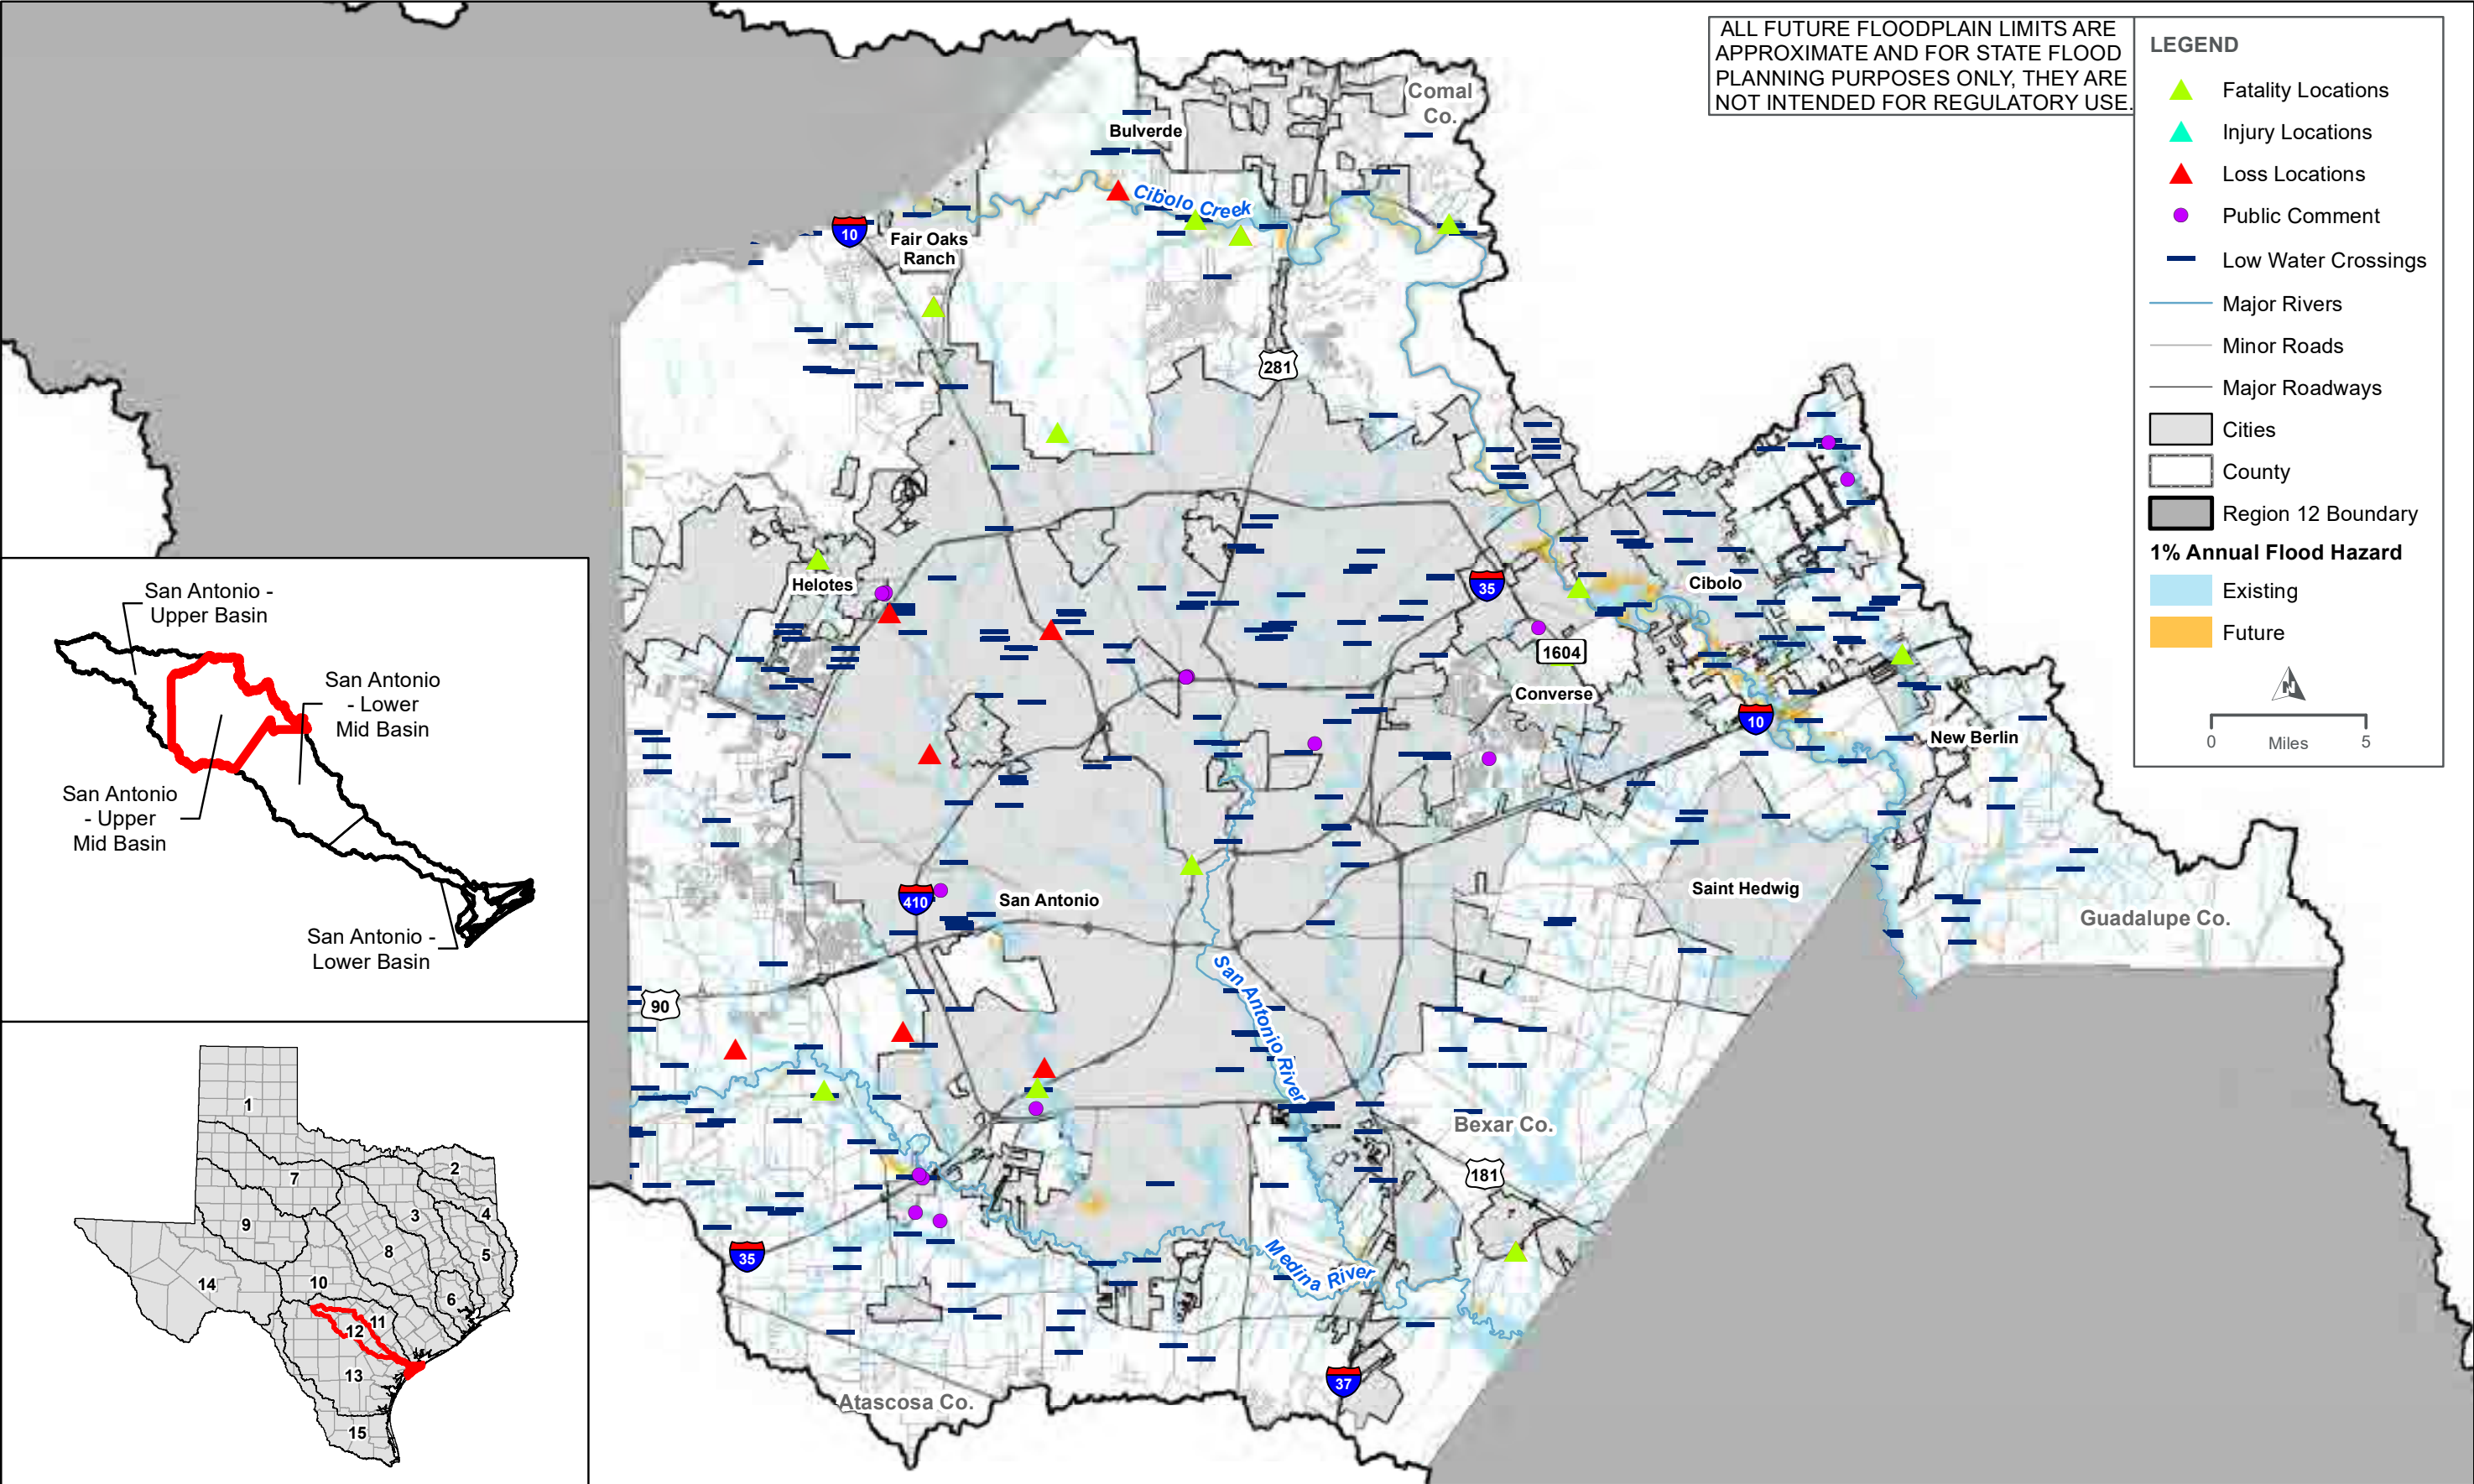 ALL FUTURE FLOODPLAIN LIMITS ARE
APPROXIMATE AND FOR STATE FLOOD
PLANNING PURPOSES ONLY, THEY ARE
NOT INTENDED FOR REGULATORY USE.
LEGEND
Fatality Locations
Injury Locations
Loss Locations
Public Comment
Low Water Crossings
Major Rivers
Minor Roads
Major Roadways
Cities
County
Region 12 Boundary
1% Annual Flood Hazard
Existing
Future
N
0 Miles 5
Comal
Co.
Bulverde
Cibolo Creek
10
Fair Oaks
Ranch
281
Helotes
35
Cibolo
1604
Converse
10
New Berlin
410
San Antonio
Saint Hedwig
Guadalupe Co.
90
San Antonio River
Bexar Co.
181
35
Medina River
37
Atascosa Co.
San Antonio -
Upper Basin
San Antonio
- Lower
Mid Basin
San Antonio
- Upper
Mid Basin
San Antonio -
Lower Basin
1
2
7
3
4
9
8
5
14
10
6
11
12
13
15